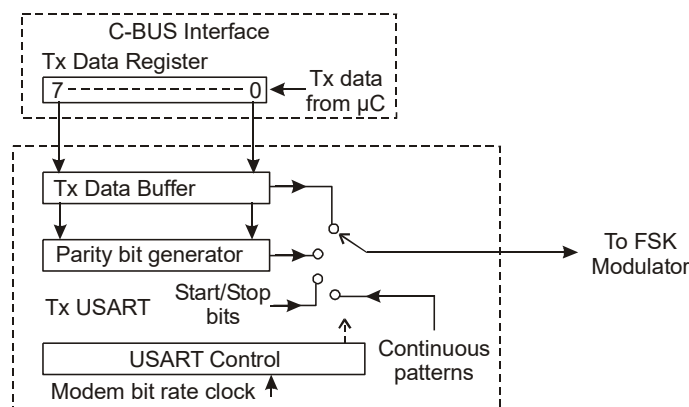 C-BUS Interface
Tx Data Register
7
0
Tx data
from µC
Tx Data Buffer
Parity bit generator
To FSK
Modulator
Start/Stop
bits
Tx USART
USART Control
Continuous
patterns
Modem bit rate clock